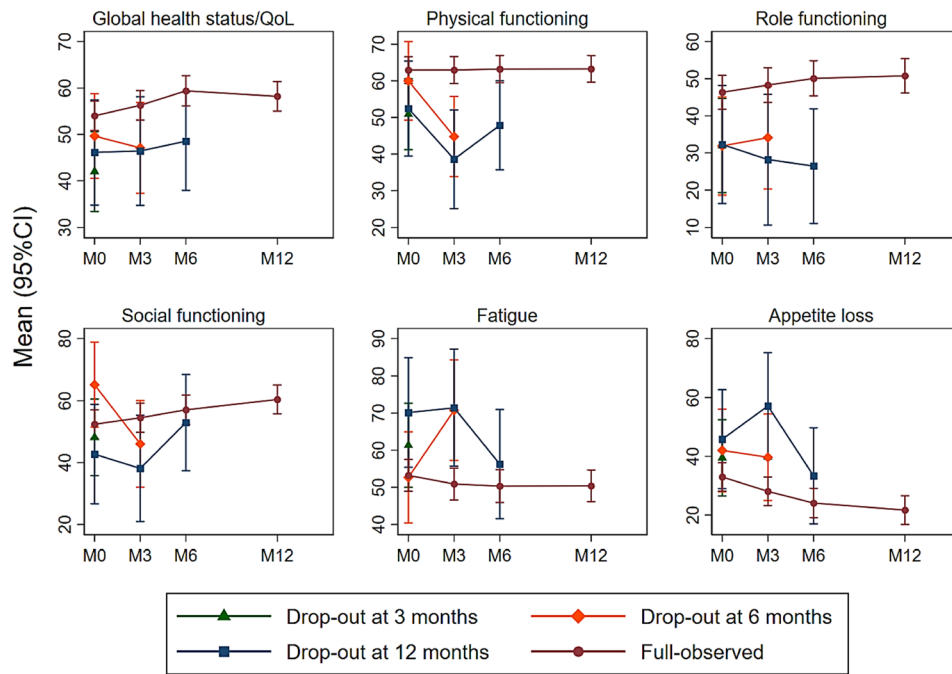 Global health status/QoL
70
60
50
40
30
M0 M3 M6 M12
Physical functioning
70
60
50
40
30
20
M0 M3 M6 M12
Role functioning
60
50
40
30
20
10
M0 M3 M6 M12
Mean (95%CI)
Social functioning
80
60
40
20
M0 M3 M6 M12
Fatigue
90
80
70
60
50
40
M0 M3 M6 M12
Appetite loss
80
60
40
20
M0 M3 M6 M12
Drop-out at 3 months
Drop-out at 6 months
Drop-out at 12 months
Full-observed